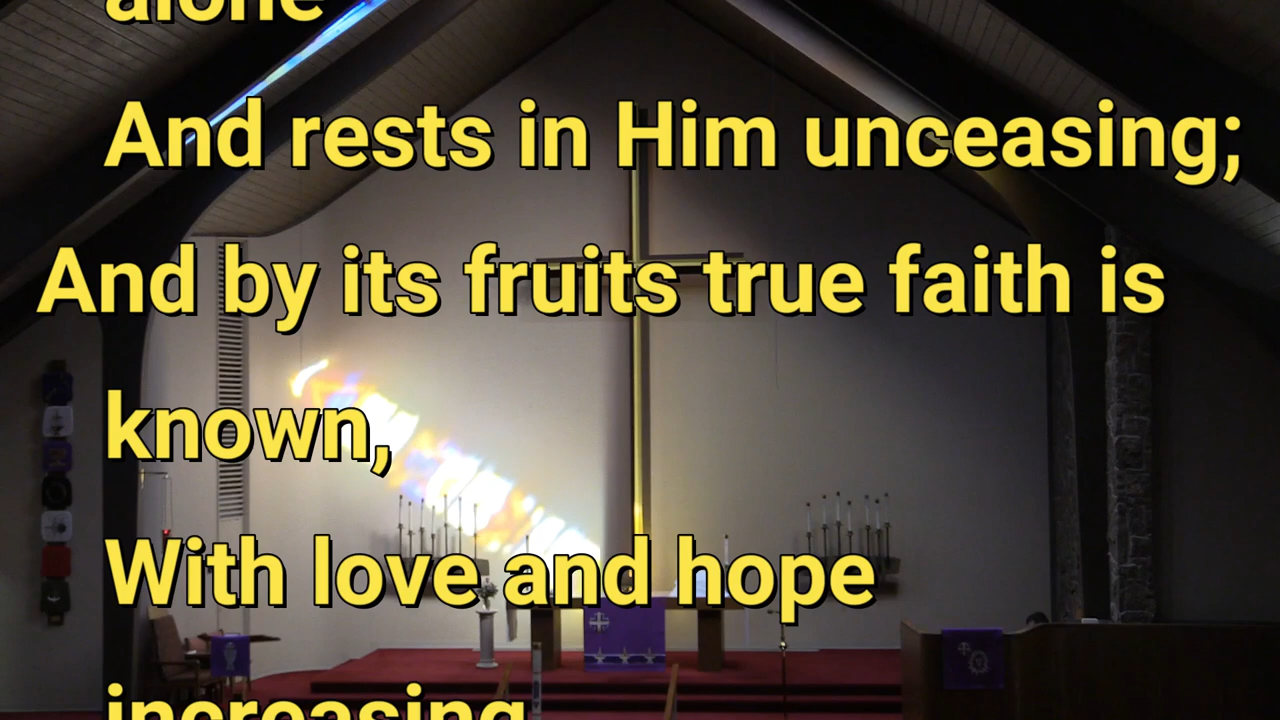 alone
And rests in Him unceasing;
And by its fruits true faith is
known,
With love and hope
increasing